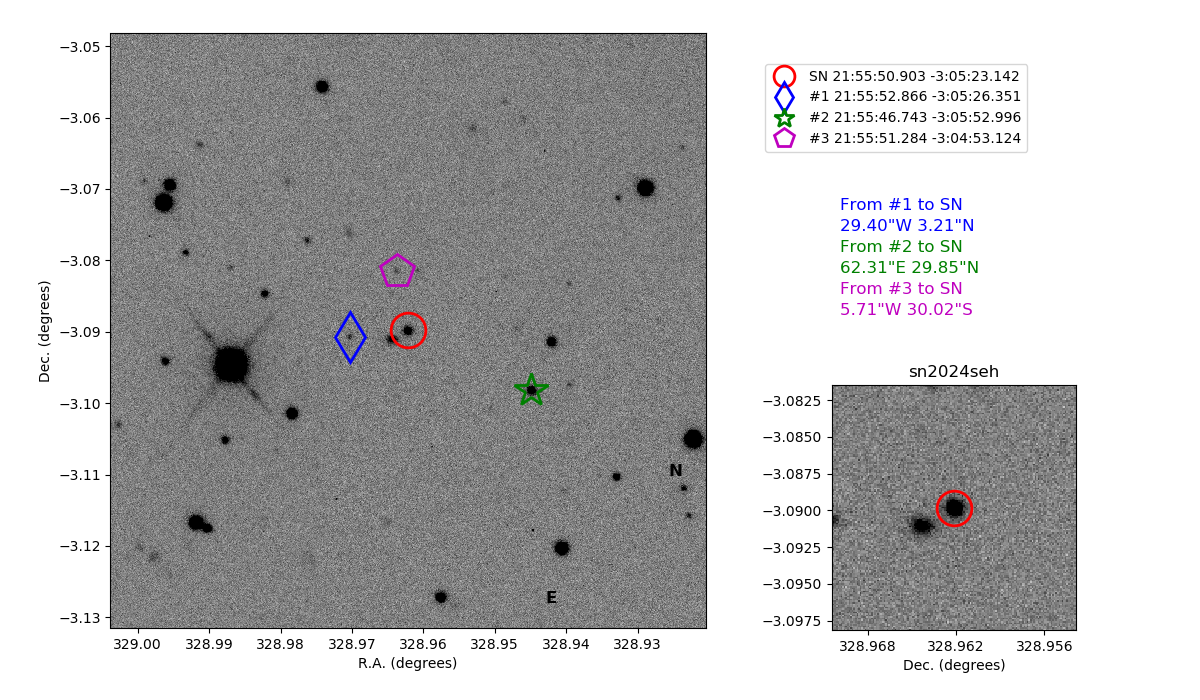 −3.05
−3.06
−3.07
−3.08
−3.09
−3.10
−3.11
−3.12
−3.13
Dec. (degrees)
329.00 328.99 328.98 328.97 328.96 328.95 328.94 328.93
R.A. (degrees)
N
E
SN 21:55:50.903 -3:05:23.142
#1 21:55:52.866 -3:05:26.351
#2 21:55:46.743 -3:05:52.996
#3 21:55:51.284 -3:04:53.124
From #1 to SN
29.40"W 3.21"N
From #2 to SN
62.31"E 29.85"N
From #3 to SN
5.71"W 30.02"S
sn2024seh
−3.0825
−3.0850
−3.0875
−3.0900
−3.0925
−3.0950
−3.0975
328.968 328.962 328.956
Dec. (degrees)